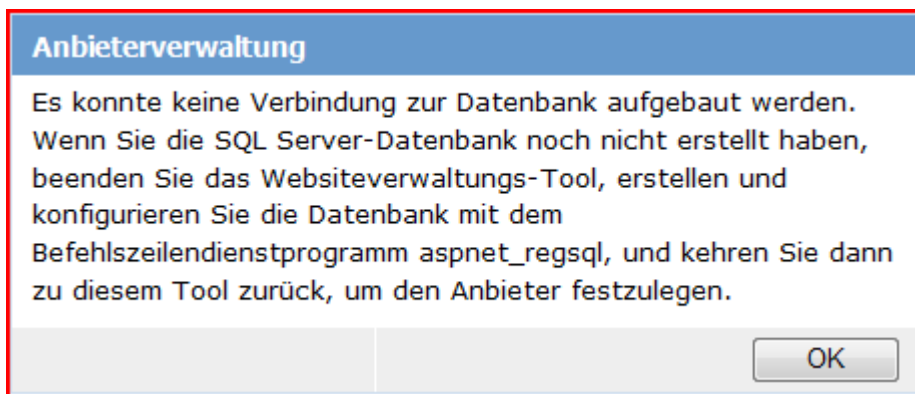 Anbieterverwaltung
Es konnte keine Verbindung zur Datenbank aufgebaut werden.
Wenn Sie die SQL Server-Datenbank noch nicht erstellt haben,
beenden Sie das Websiteverwaltungs-Tool, erstellen und
konfigurieren Sie die Datenbank mit dem
Befehlszeilendienstprogramm aspnet_regsql, und kehren Sie dann
zu diesem Tool zurück, um den Anbieter festzulegen.
OK